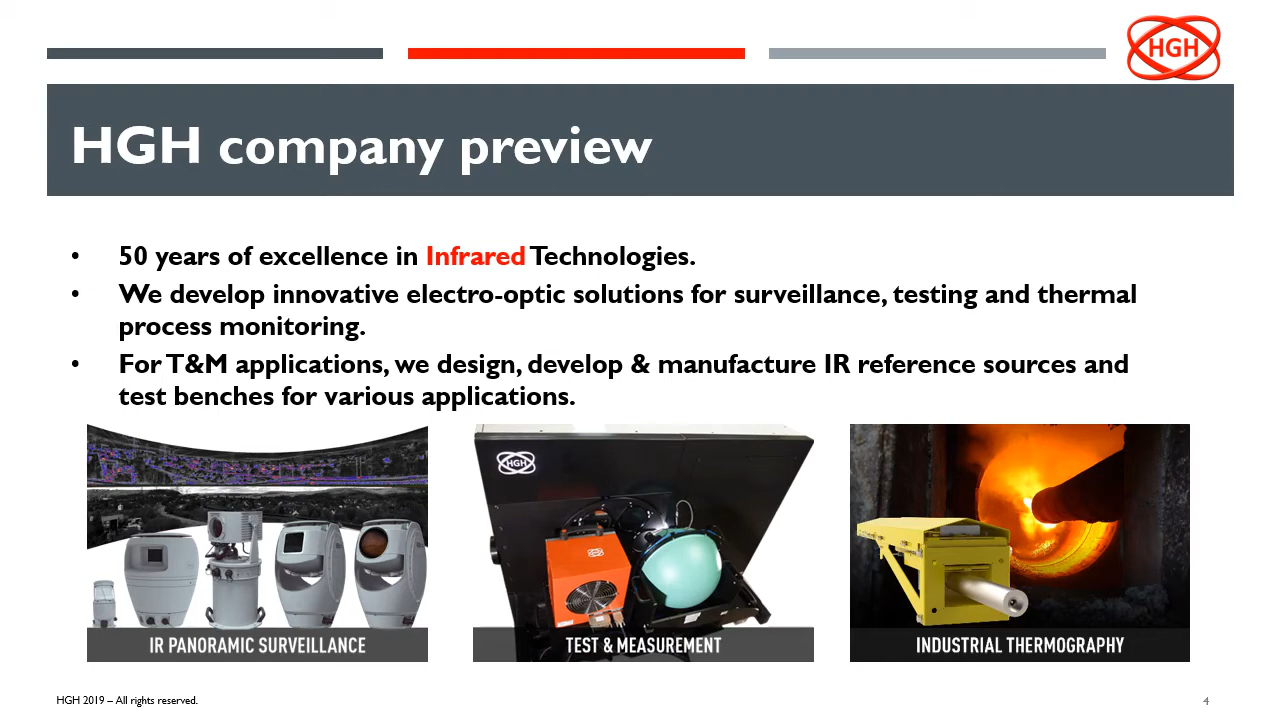 HGH
HGH company preview
• 50 years of excellence in Infrared Technologies.
• We develop innovative electro-optic solutions for surveillance, testing and thermal
process monitoring.
• For T&M applications, we design, develop & manufacture IR reference sources and
test benches for various applications.
HGH
IR PANORAMIC SURVEILLANCE
TEST & MEASUREMENT
INDUSTRIAL THERMOGRAPHY
HGH 2019 – All rights reserved.
4